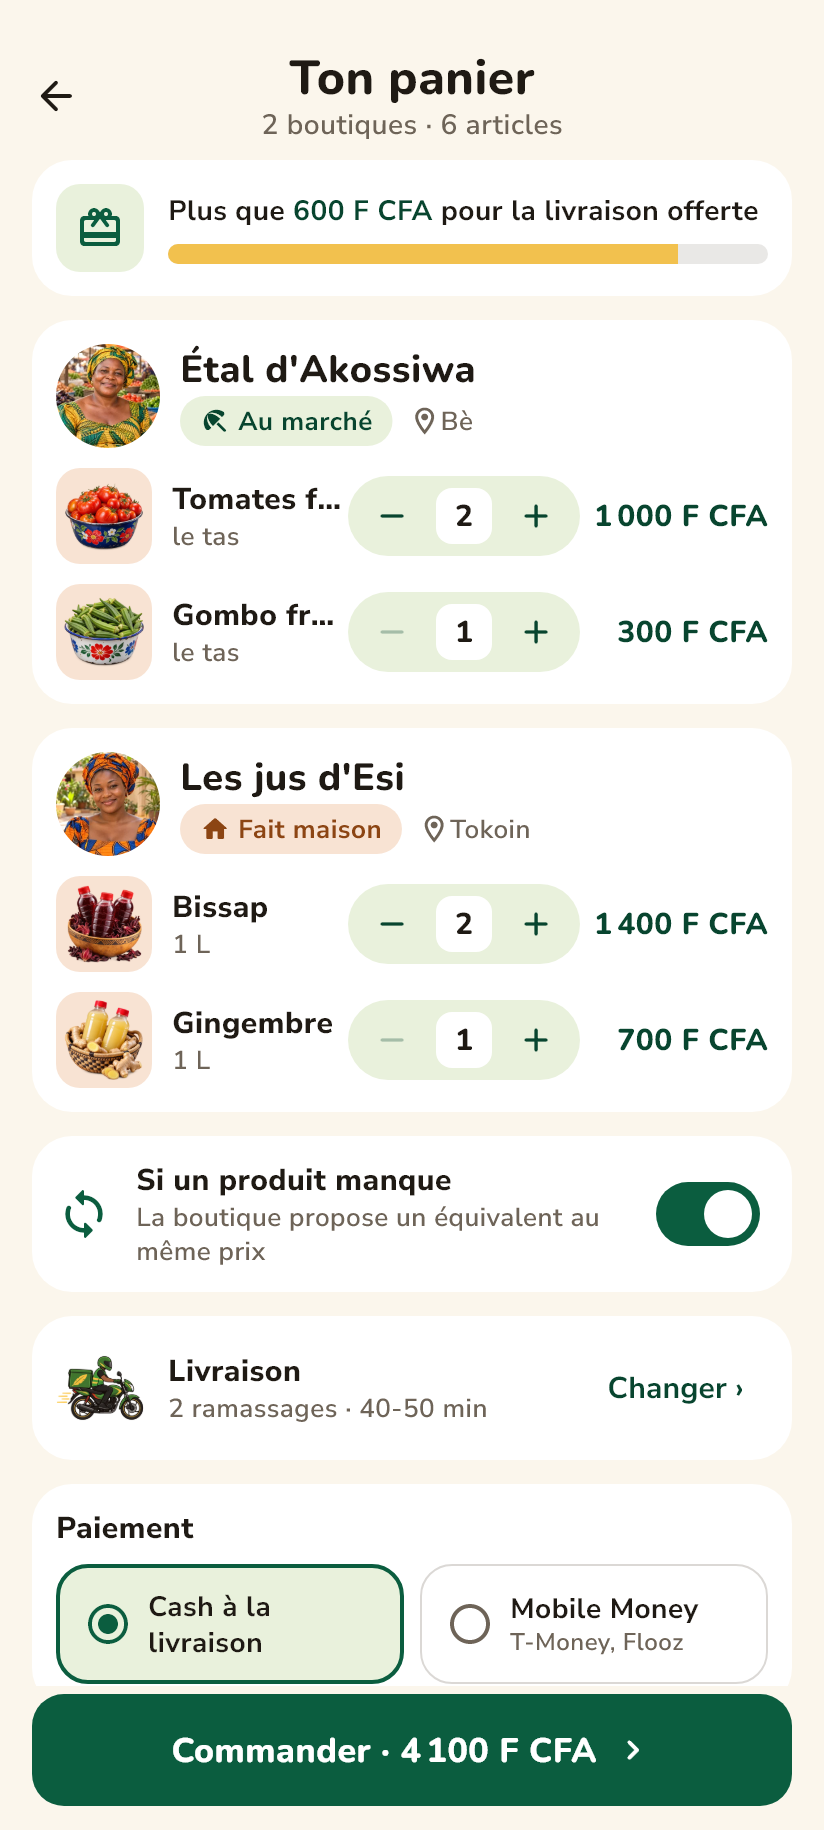 Ton panier
2 boutiques · 6 articles
Plus que 600 F CFA pour la livraison offerte
Étal d'Akossiwa
Au marché
Bè
Tomates f...
le tas
2
1 000 F CFA
Gombo fr...
le tas
1
300 F CFA
Les jus d'Esi
Fait maison
Tokoin
Bissap
1 L
2
1 400 F CFA
Gingembre
1 L
1
700 F CFA
Si un produit manque
La boutique propose un équivalent au
même prix
Livraison
2 ramassages · 40-50 min
Changer ›
Paiement
Cash à la
livraison
Mobile Money
T-Money, Flooz
Commander · 4 100 F CFA